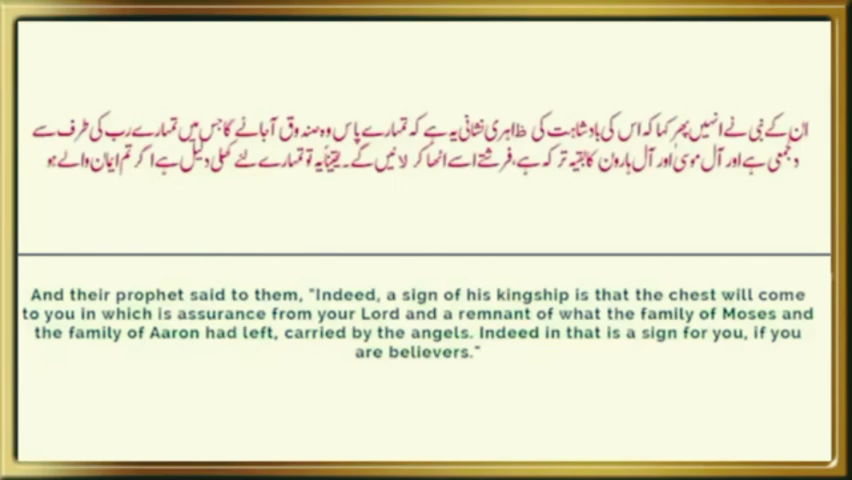 ان کے نبی نے انہیں پھر کہا کہ اس کی بادشاہت کی ظاہری نشانی یہ ہے کہ تمہارے پاس وہ صندوق آجائے گا جس میں تمہارے رب کی طرف سے
دلجمعی ہے اور آل موسیٰ اور آل ہارون کا بقیہ ترکہ ہے، فرشتے اسے اٹھا کر لائیں گے۔ یقیناً یہ تو تمہارے لئے کھلی دلیل ہے اگر تم ایمان والے ہو
And their prophet said to them, "Indeed, a sign of his kingship is that the chest will come
to you in which is assurance from your Lord and a remnant of what the family of Moses and
the family of Aaron had left, carried by the angels. Indeed in that is a sign for you, if you
are believers."